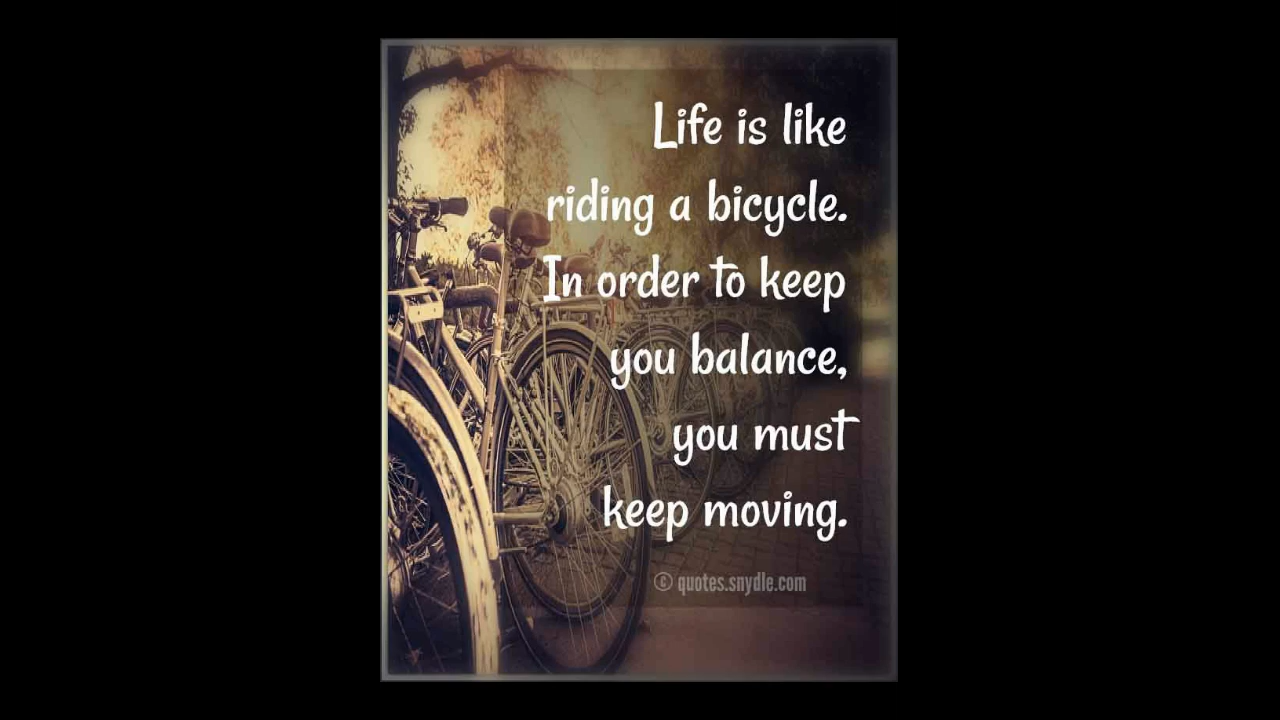 Life is like
riding a bicycle.
In order to keep
you balance,
you must
keep moving.
© quotes.snydle.com